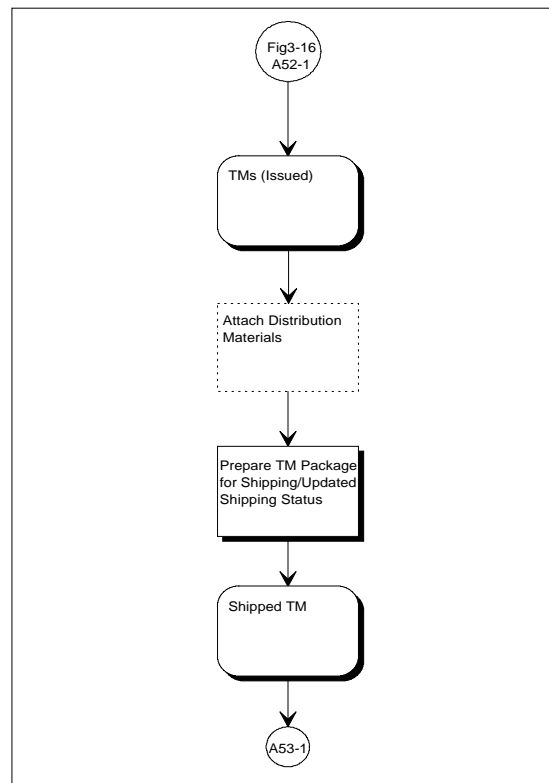 Fig3-16
A52-1
TMs (Issued)
Attach Distribution
Materials
Prepare TM Package
for Shipping/Updated
Shipping Status
Shipped TM
A53-1